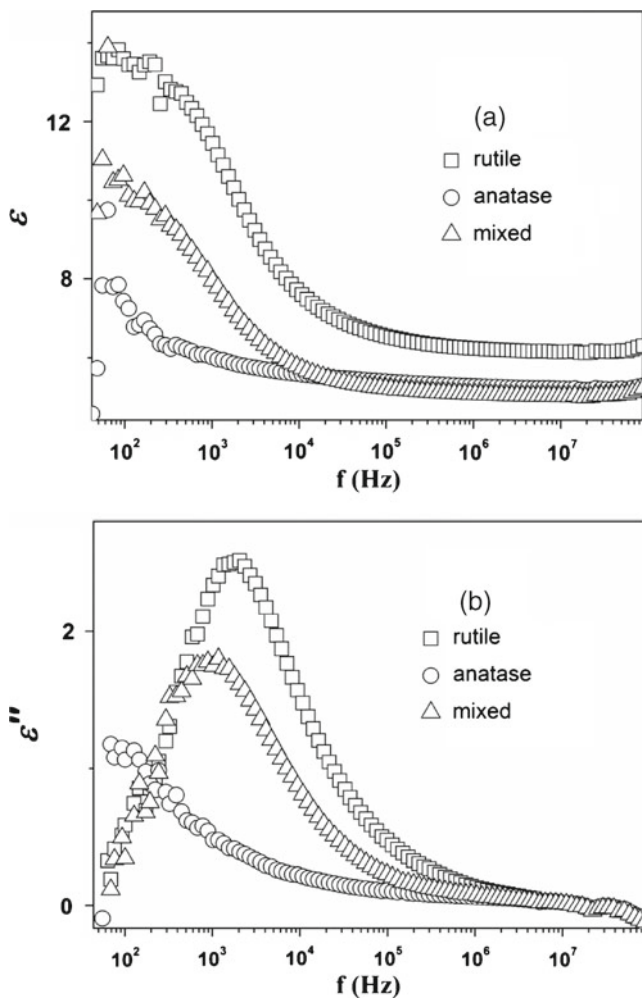 12
8
4
ε
(a)
□ rutile
○ anatase
△ mixed
10² 10³ 10⁴ 10⁵ 10⁶ 10⁷
f (Hz)
2
0
ε"
(b)
□ rutile
○ anatase
△ mixed
10² 10³ 10⁴ 10⁵ 10⁶ 10⁷
f (Hz)